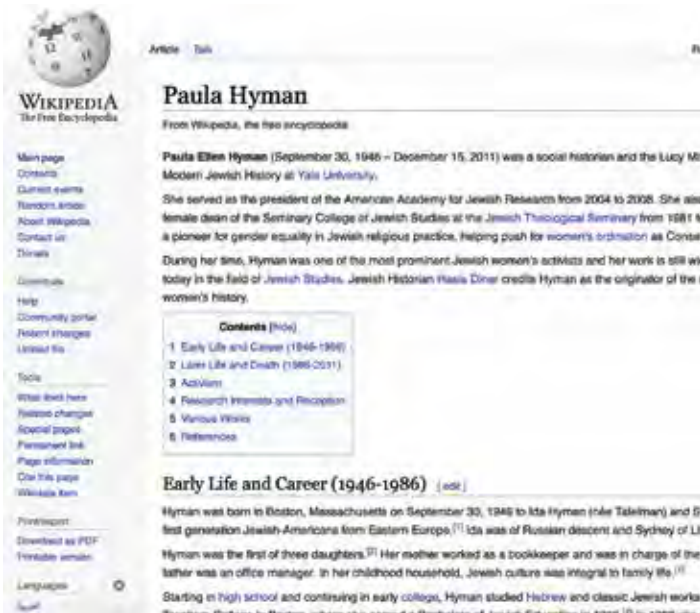 WIKIPEDIA
The Free Encyclopedia
Main page
Contents
Current events
Random article
About Wikipedia
Contact us
Donate
Contribute
Help
Community portal
Recent changes
Upload file
Tools
What links here
Related changes
Special pages
Permanent link
Page information
Cite this page
Wikidata item
Print/export
Download as PDF
Printable version
Languages
Article Talk
Paula Hyman
From Wikipedia, the free encyclopedia
Paula Ellen Hyman (September 30, 1946 – December 15, 2011) was a social historian and the Lucy
Modern Jewish History at Yale University.
She served as the president of the American Academy for Jewish Research from 2004 to 2008. She
female dean of the Seminary College of Jewish Studies at the Jewish Theological Seminary from 1981
a pioneer for gender equality in Jewish religious practice, helping push for women's ordination as
During her time, Hyman was one of the most prominent Jewish women's activists and her work is still
today in the field of Jewish Studies. Jewish Historian Hasia Diner credits Hyman as the originator of the
women's history.
Contents [hide]
1 Early Life and Career (1946-1986)
2 Later Life and Death (1986-2011)
3 Activism
4 Research Interests and Reception
5 Various Works
6 References
Early Life and Career (1946-1986) [edit]
Hyman was born in Boston, Massachusetts on September 30, 1946 to Ida Hyman (née Tatelman) and
first generation Jewish-Americans from Eastern Europe.[1] Ida was of Russian descent and Sydney of
Hyman was the first of three daughters.[2] Her mother worked as a bookkeeper and was in charge of the
father was an office manager. In her childhood household, Jewish culture was integral to family life.
Starting in high school and continuing in early college, Hyman studied Hebrew and classic Jewish